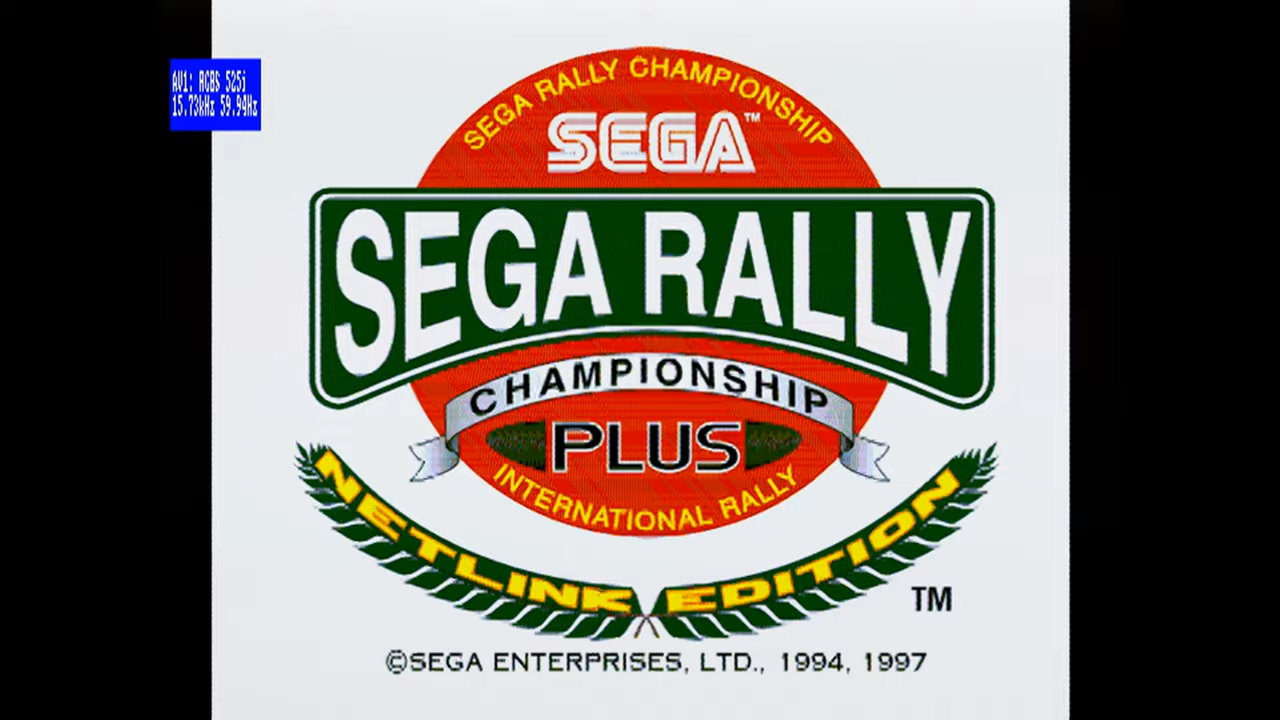 AV1: RGBS 525i
15.73kHz 59.94Hz
SEGA RALLY CHAMPIONSHIP
SEGA™
SEGA RALLY
CHAMPIONSHIP
PLUS
INTERNATIONAL RALLY
NETLINK EDITION
TM
©SEGA ENTERPRISES, LTD., 1994, 1997